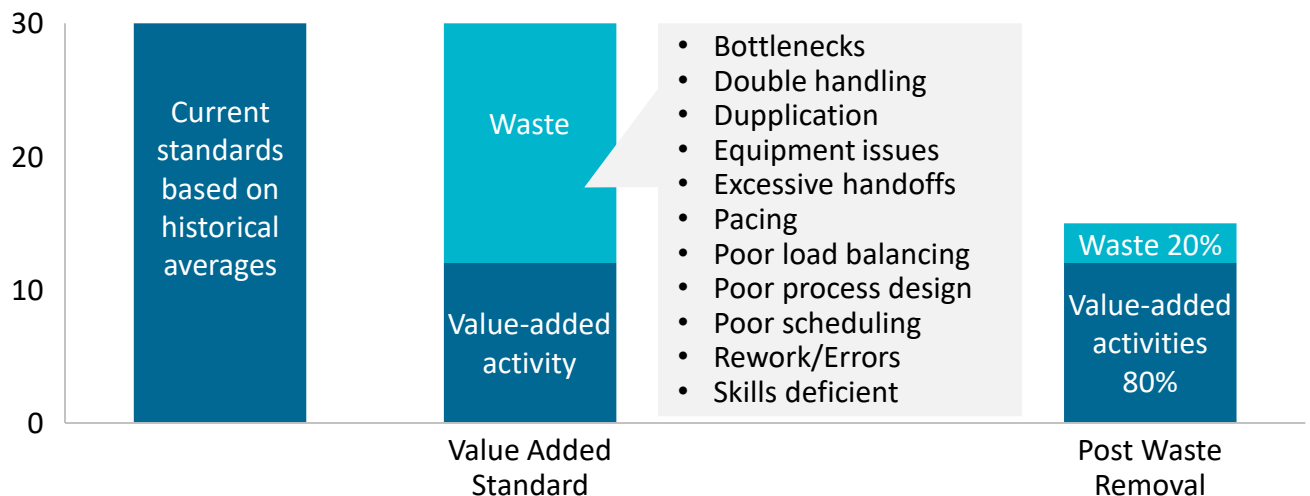 30
20
10
0
Current
standards
based on
historical
averages
Waste
Value-added
activity
• Bottlenecks
• Double handling
• Dupplication
• Equipment issues
• Excessive handoffs
• Pacing
• Poor load balancing
• Poor process design
• Poor scheduling
• Rework/Errors
• Skills deficient
Waste 20%
Value-added
activities
80%
Value Added
Standard
Post Waste
Removal